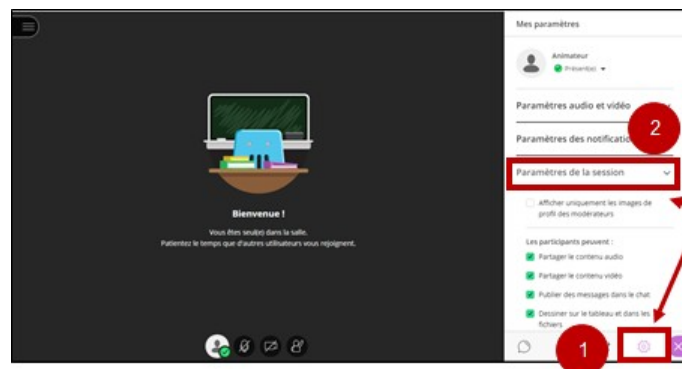 Mes paramètres
Animateur
Présent(e)
Paramètres audio et vidéo
Paramètres des notificatio
2
Paramètres de la session
Afficher uniquement les images de
profil des modérateurs
Bienvenue !
Vous êtes seul(e) dans la salle.
Patientez le temps que d'autres utilisateurs vous rejoignent.
Les participants peuvent :
Partager le contenu audio
Partager le contenu vidéo
Publier des messages dans le chat
Dessiner sur le tableau et dans les
fichiers
1